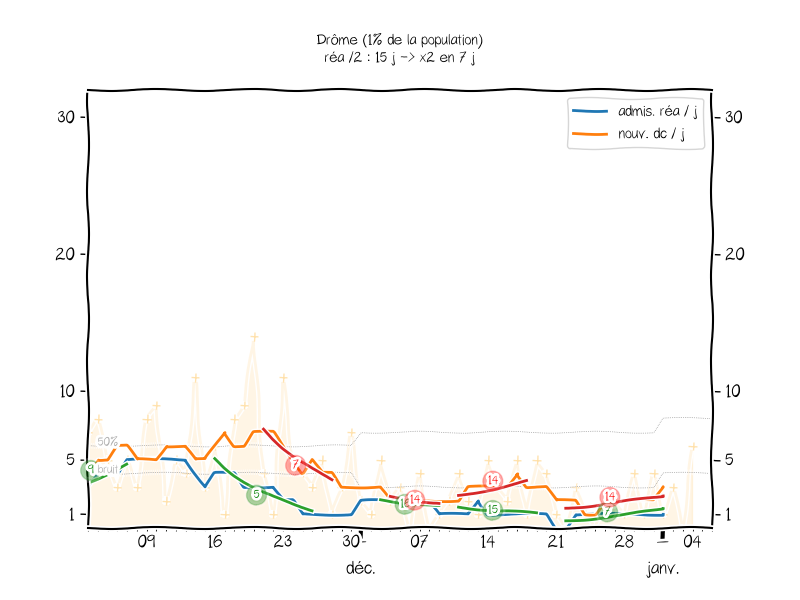 Drôme (1% de la population)
réa /2 : 15 j -> x2 en 7 j
admis. réa / j
nouv. dc / j
30 30
20 20
10 10
50%
5 5
9 bruit 7 5 14 14 15 14 7
1 1
09 16 23 30 07 14 21 28 04
déc. janv.